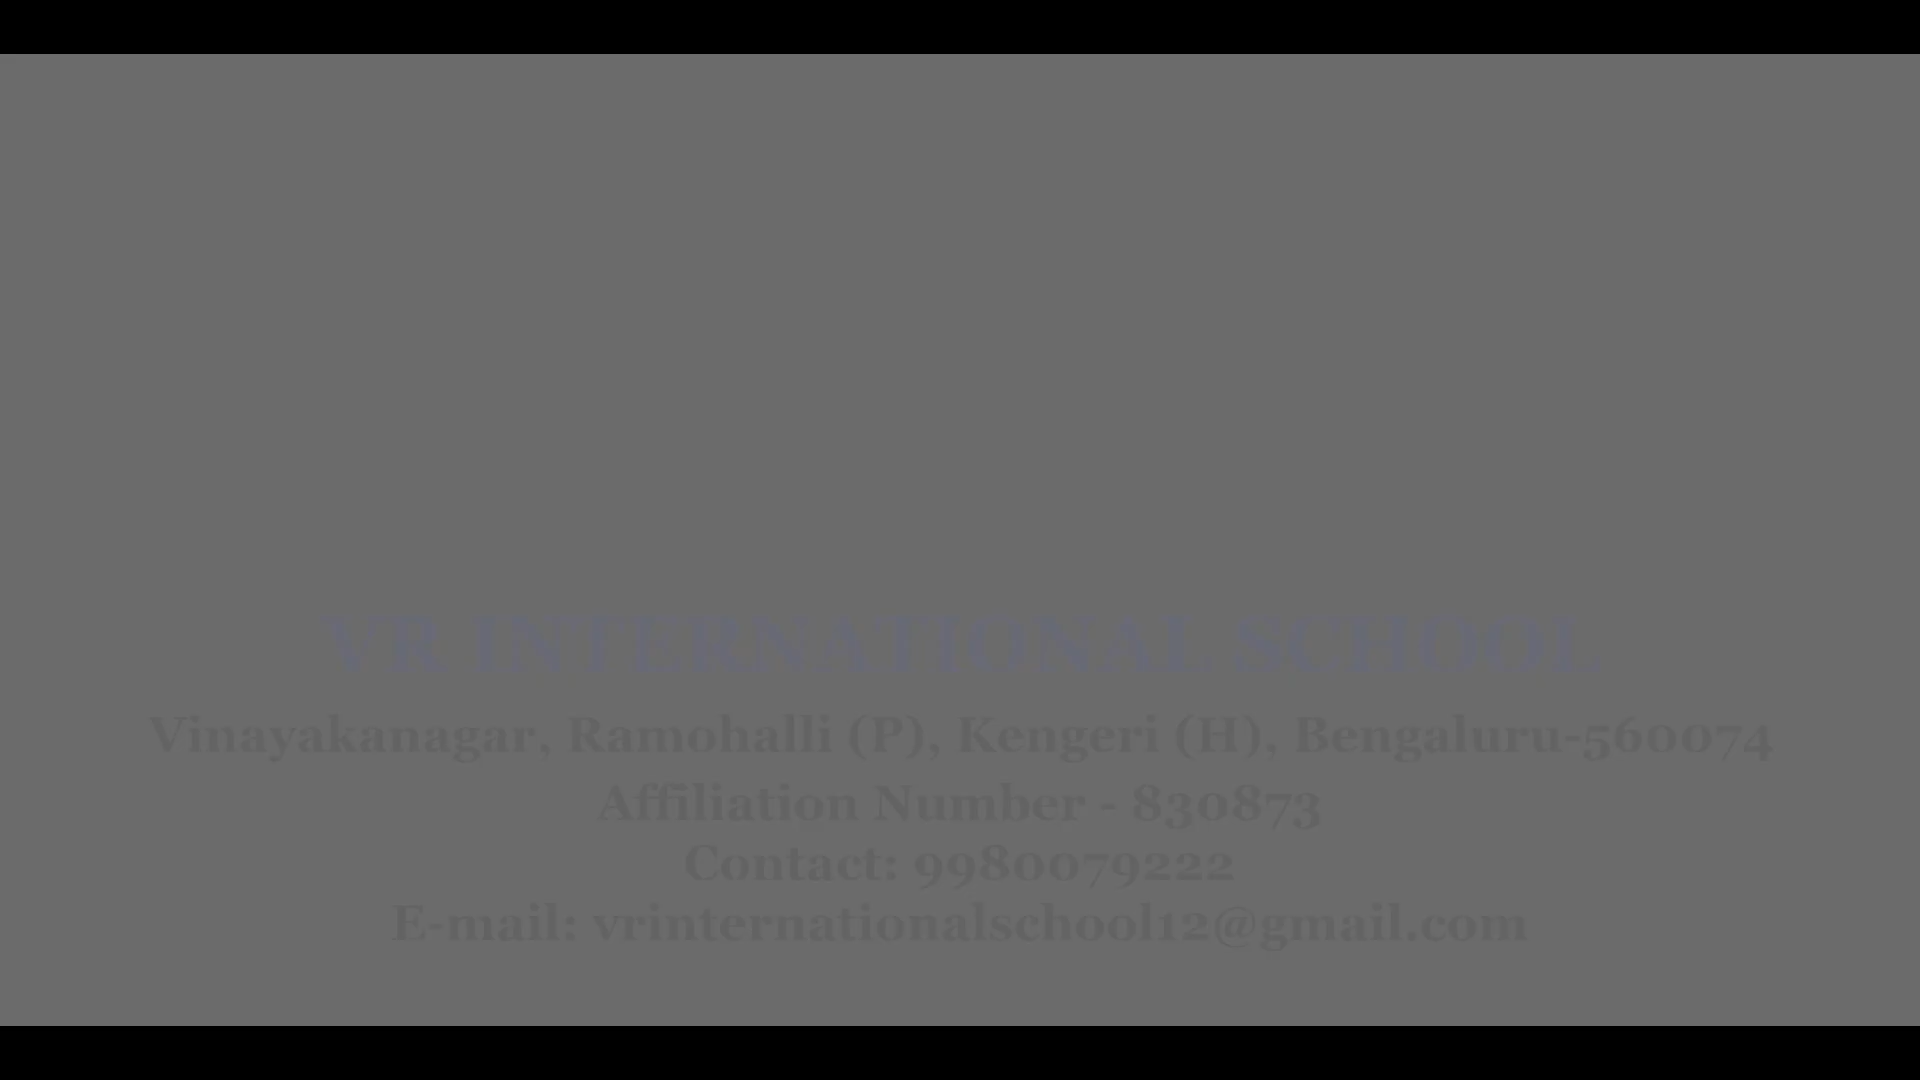 VR INTERNATIONAL SCHOOL
Vinayakanagar, Ramohalli (P), Kengeri (H), Bengaluru-560074
Affiliation Number - 830873
Contact: 9980079222
E-mail: vrinternationalschool12@gmail.com